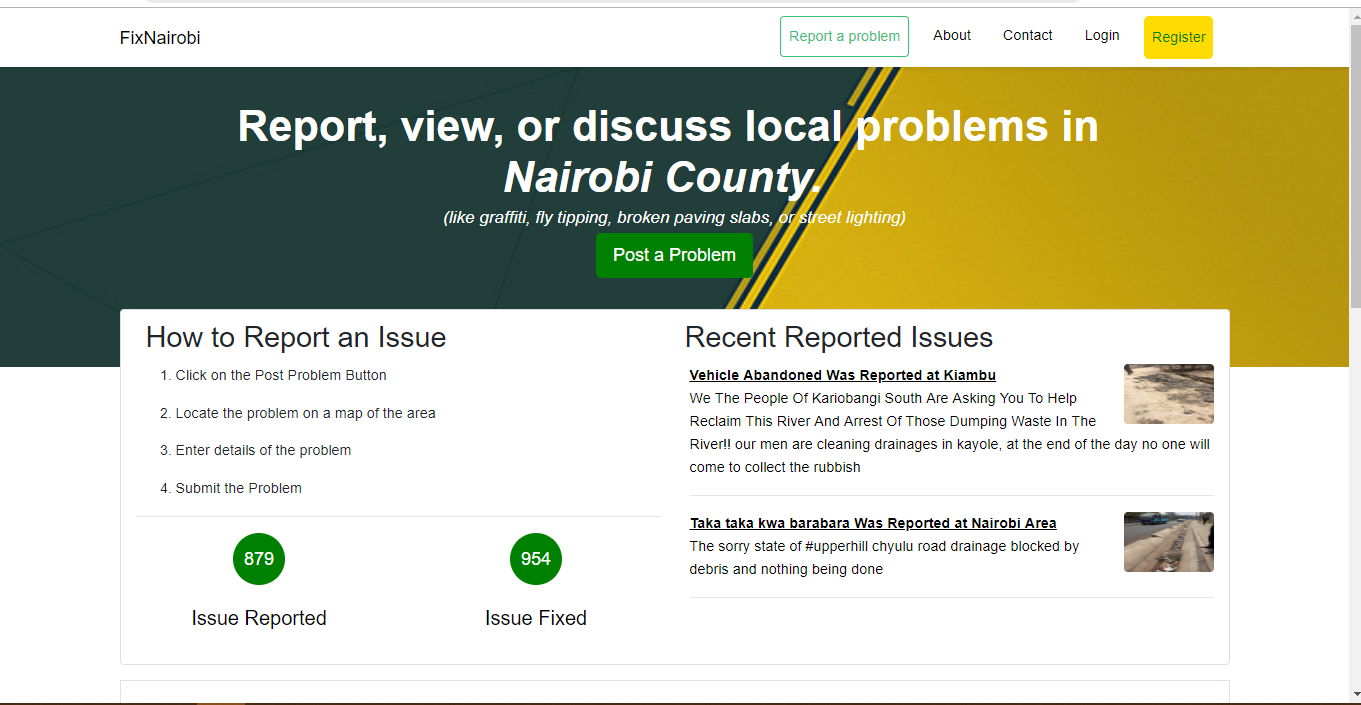 FixNairobi
Report a problem
About
Contact
Login
Register
Report, view, or discuss local problems in
Nairobi County.
(like graffiti, fly tipping, broken paving slabs, or street lighting)
Post a Problem
How to Report an Issue
1. Click on the Post Problem Button
2. Locate the problem on a map of the area
3. Enter details of the problem
4. Submit the Problem
879
Issue Reported
954
Issue Fixed
Recent Reported Issues
Vehicle Abandoned Was Reported at Kiambu
We The People Of Kariobangi South Are Asking You To Help
Reclaim This River And Arrest Of Those Dumping Waste In The
River!! our men are cleaning drainages in kayole, at the end of the day no one will
come to collect the rubbish
Taka taka kwa barabara Was Reported at Nairobi Area
The sorry state of #upperhill chyulu road drainage blocked by
debris and nothing being done